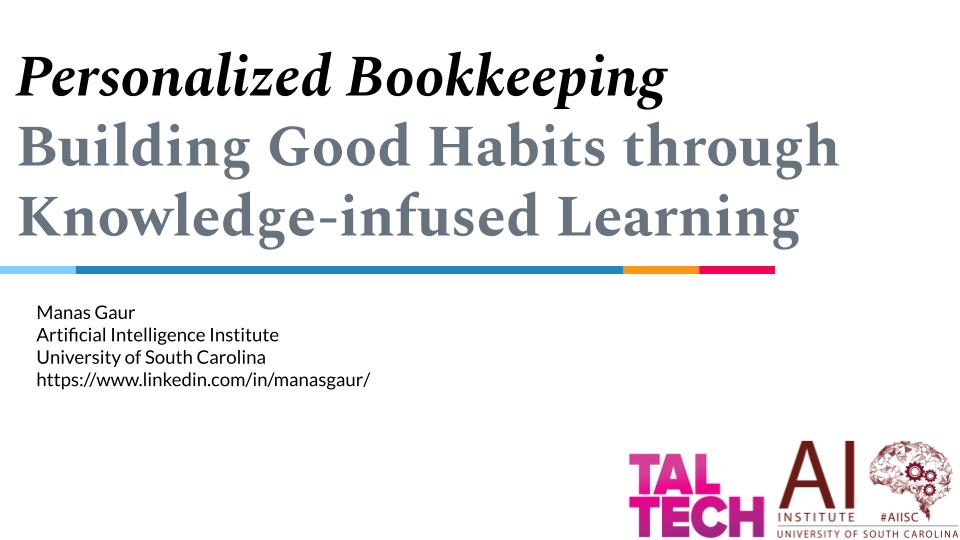 Personalized Bookkeeping
Building Good Habits through
Knowledge-infused Learning
Manas Gaur
Artificial Intelligence Institute
University of South Carolina
https://www.linkedin.com/in/manasgaur/
TAL
TECH
AI
INSTITUTE #AIISC
UNIVERSITY OF SOUTH CAROLINA